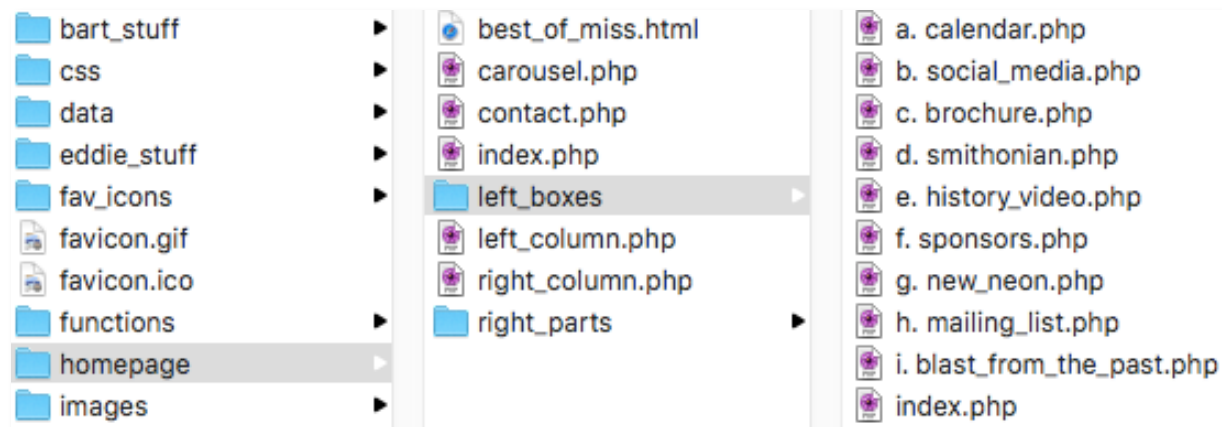 bart_stuff
css
data
eddie_stuff
fav_icons
favicon.gif
favicon.ico
functions
homepage
images
best_of_miss.html
carousel.php
contact.php
index.php
left_boxes
left_column.php
right_column.php
right_parts
a. calendar.php
b. social_media.php
c. brochure.php
d. smithonian.php
e. history_video.php
f. sponsors.php
g. new_neon.php
h. mailing_list.php
i. blast_from_the_past.php
index.php